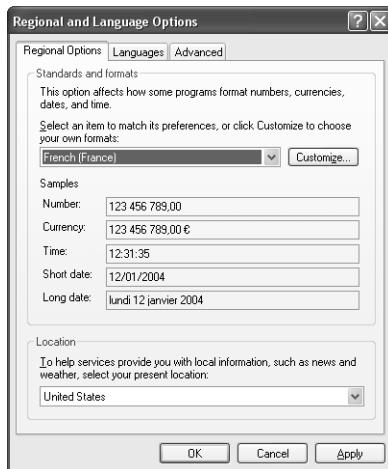 Regional and Language Options
Regional Options Languages Advanced
Standards and formats
This option affects how some programs format numbers, currencies,
dates, and time.
Select an item to match its preferences, or click Customize to choose
your own formats:
French (France) Customize...
Samples
Number: 123 456 789,00
Currency: 123 456 789,00 €
Time: 12:31:35
Short date: 12/01/2004
Long date: lundi 12 janvier 2004
Location
To help services provide you with local information, such as news and
weather, select your present location:
United States
OK Cancel Apply